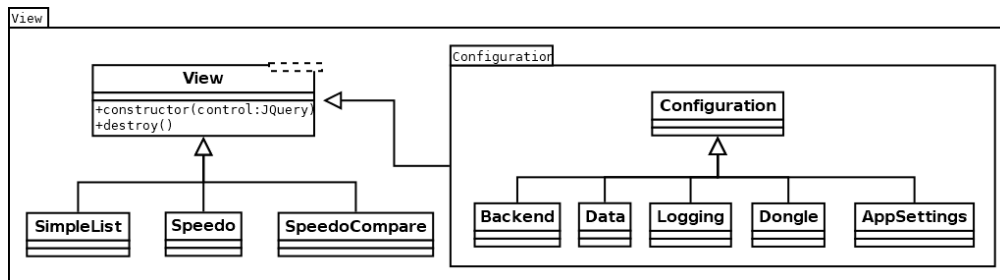 View
Configuration
View
+constructor(control:JQuery)
+destroy()
Configuration
SimpleList
Speedo
SpeedoCompare
Backend
Data
Logging
Dongle
AppSettings